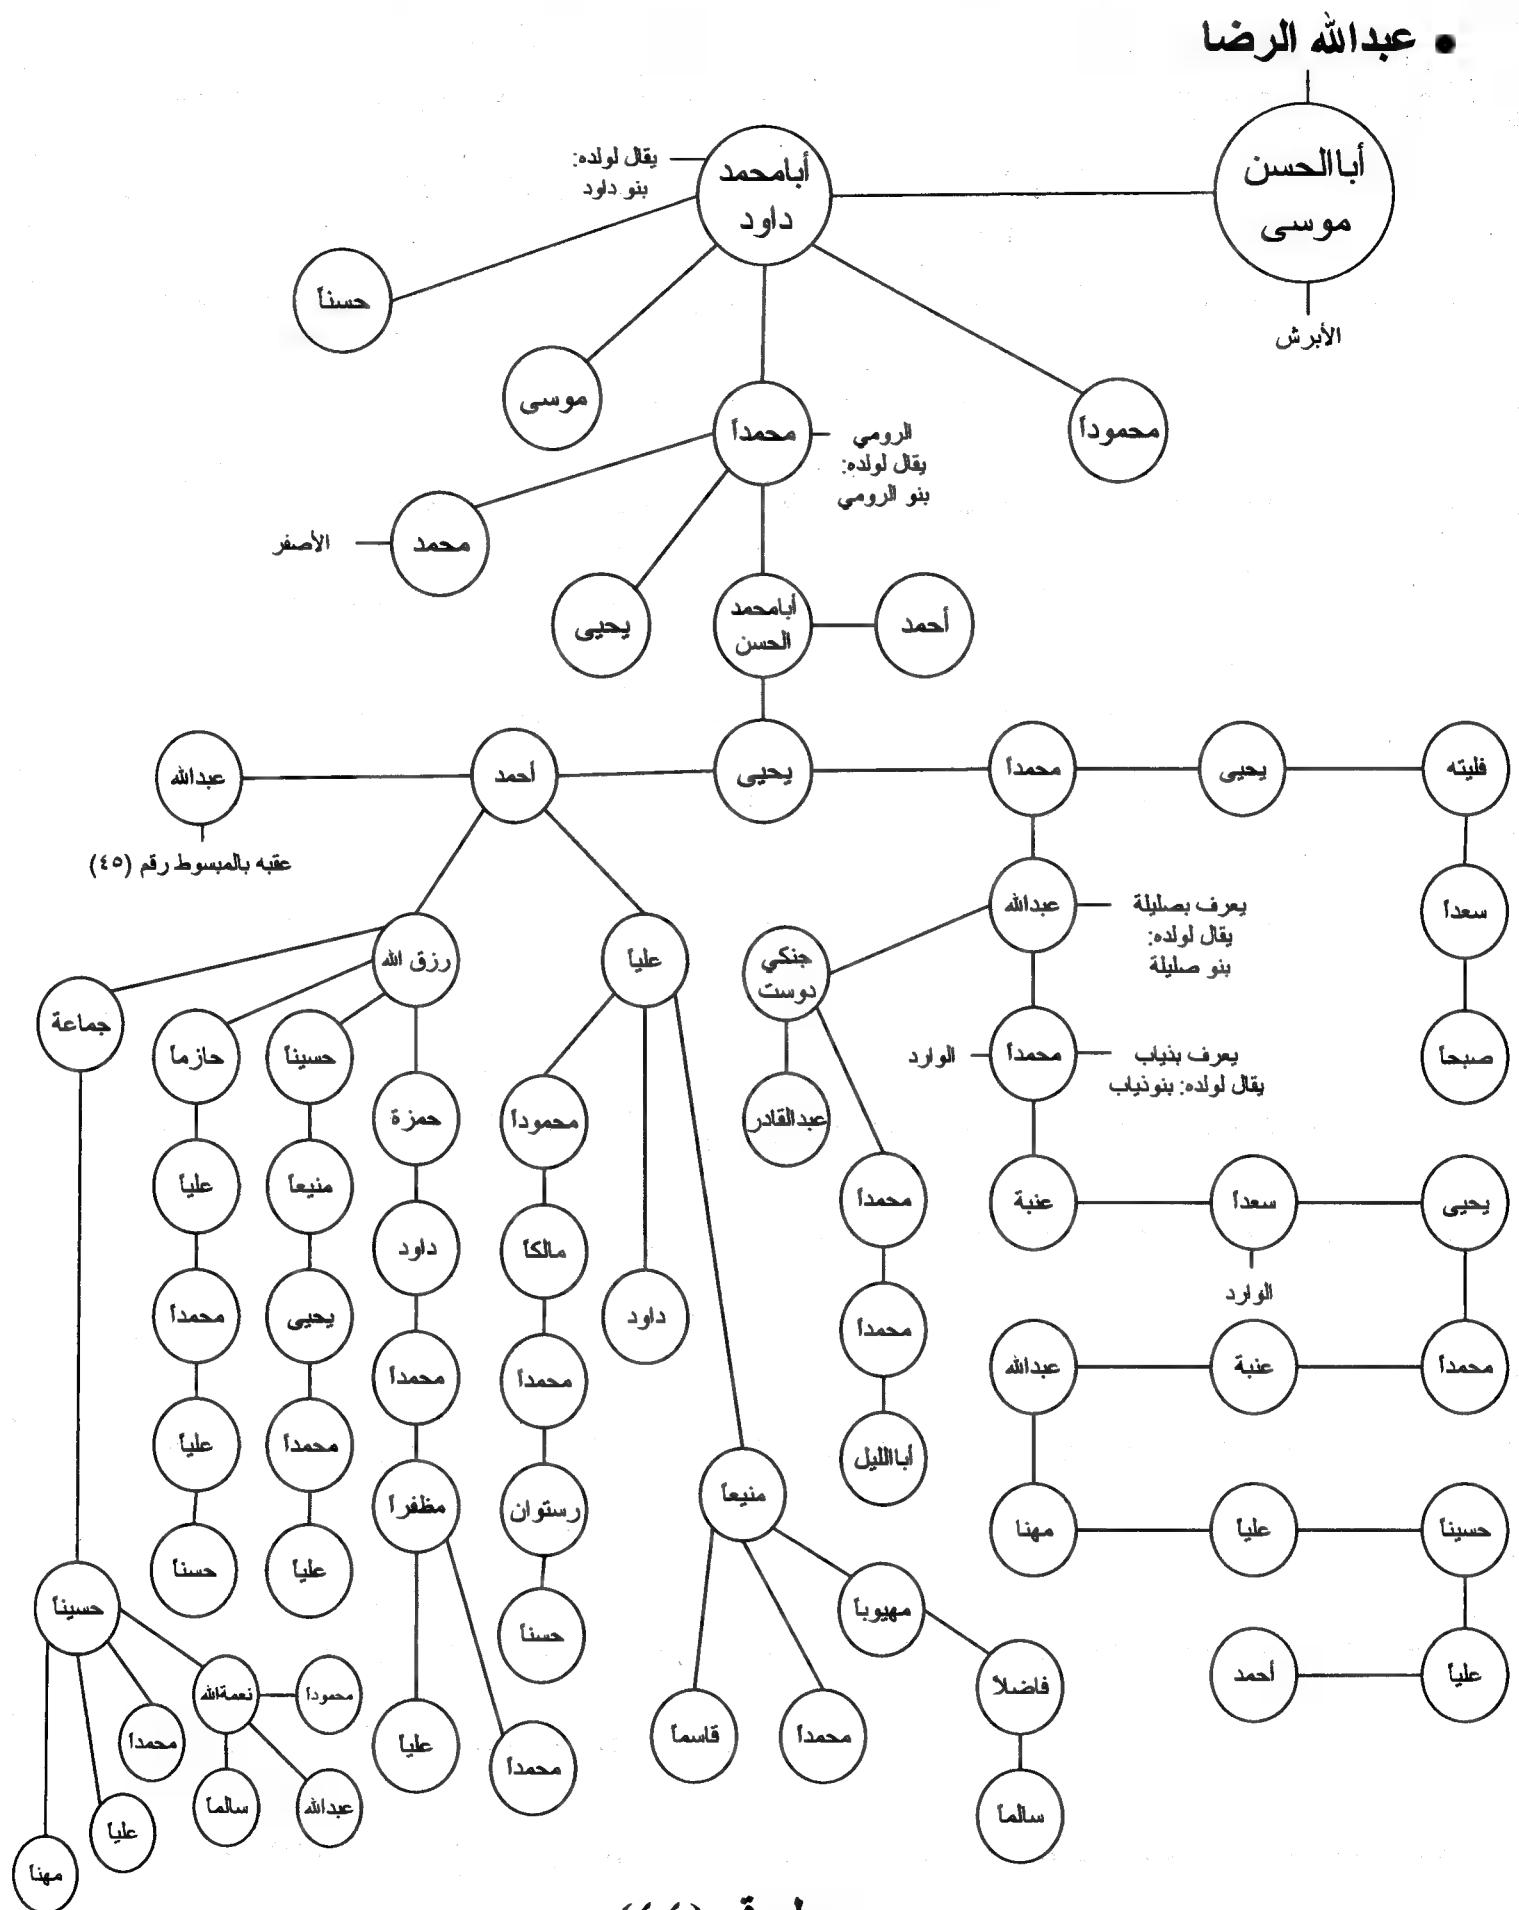 عبدالله الرضا
أباالحسن
موسى
الأبرش
أبامحمد
داود
يقال لولده:
بنو داود
حسناً
موسى
محمداً
الرومي
يقال لولده:
بنو الرومي
محموداً
محمد
الأصفر
يحيى
أبامحمد
الحسن
أحمد
فليته
يحيى
محمداً
يحيى
أحمد
عبدالله
عقبه بالمبسوط رقم (٤٥)
سعداً
صبحاً
عبدالله
يعرف بصليلة
يقال لولده:
بنو صليلة
جنكي
دوست
علياً
رزق الله
جماعة
حازماً
حسيناً
محمداً
يعرف بذياب
يقال لولده: بنوذياب
الوارد
عبدالقادر
محموداً
حمزة
علياً
منيعاً
داود
مالكاً
محمداً
عنبة
سعداً
الوارد
يحيى
محمداً
يحيى
محمداً
محمداً
داود
محمداً
عبدالله
عنبة
محمداً
علياً
محمداً
مظفراً
رستوان
منيعاً
أباالليل
مهنا
علياً
حسيناً
حسناً
علياً
حسيناً
حسناً
مهيوباً
فاضلاً
أحمد
علياً
نعمةالله
محموداً
محمداً
علياً
محمداً
قاسماً
محمداً
سالماً
عبدالله
سالماً
علياً
مهنا